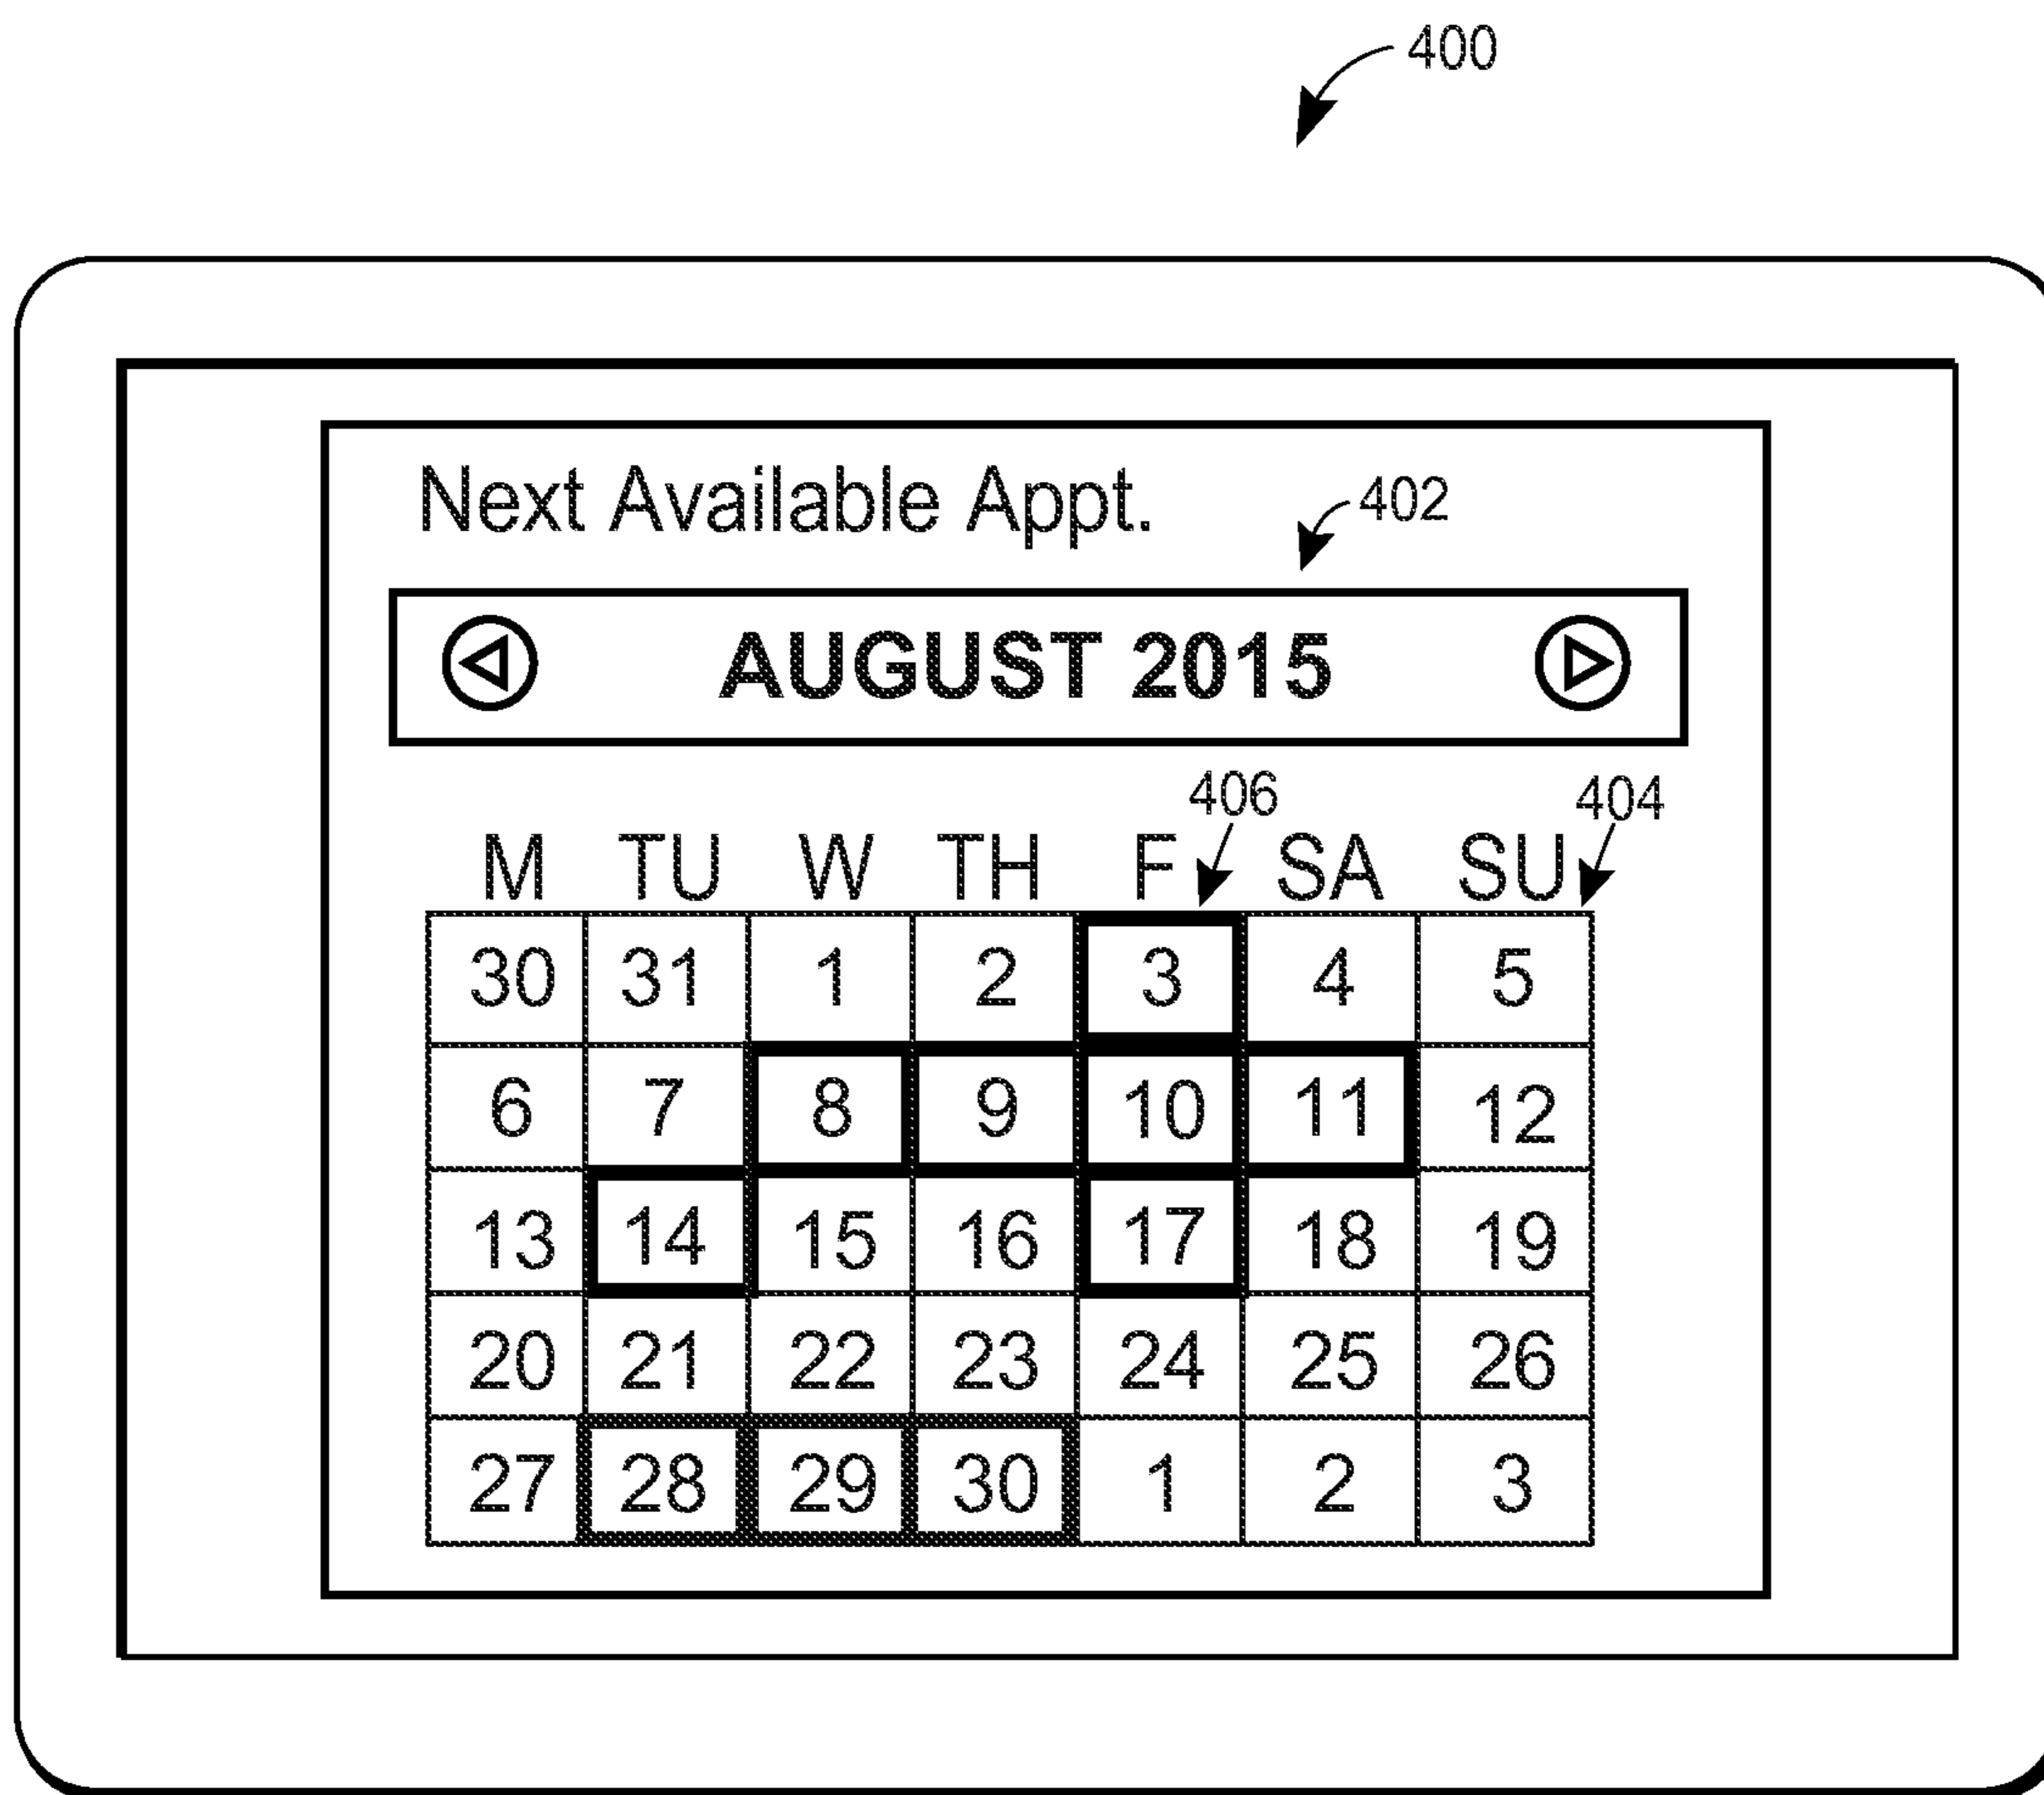 400
Next Available Appt.
402
AUGUST 2015
406
404
M TU W TH F SA SU
30 31 1 2 3 4 5
6 7 8 9 10 11 12
13 14 15 16 17 18 19
20 21 22 23 24 25 26
27 28 29 30 1 2 3